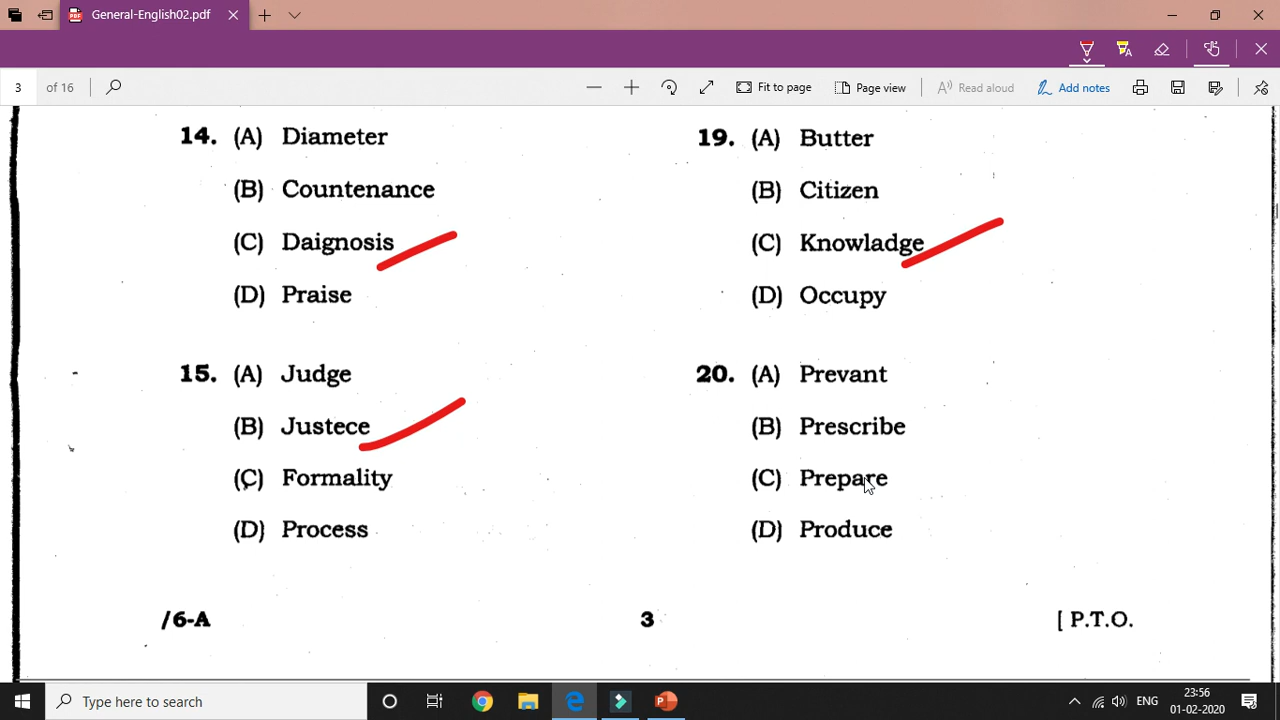 General-English02.pdf
3 of 16
Fit to page
Page view
Read aloud
Add notes
14. (A) Diameter
(B) Countenance
(C) Daignosis
(D) Praise
15. (A) Judge
(B) Justece
(C) Formality
(D) Process
19. (A) Butter
(B) Citizen
(C) Knowladge
(D) Occupy
20. (A) Prevant
(B) Prescribe
(C) Prepare
(D) Produce
/6-A
3
[ P.T.O.
Type here to search
ENG
23:56
01-02-2020